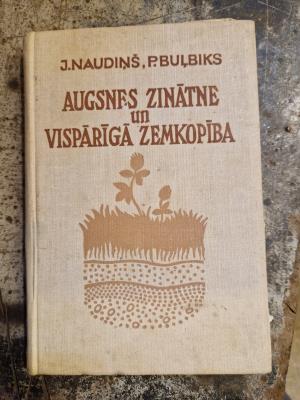 J. NAUDIŅŠ, P. BUĻBIKS
AUGSNES ZINĀTNE
un
VISPĀRĪGĀ ZEMKOPĪBA